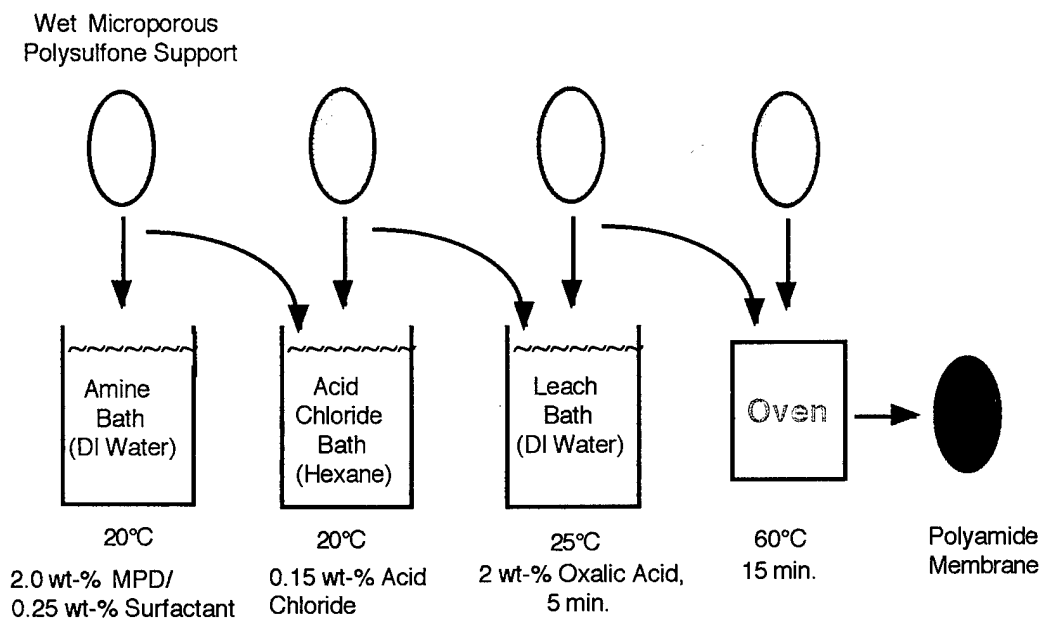 Wet Microporous
Polysulfone Support
~~~~~~~
Amine
Bath
(DI Water)
~~~~~~~
Acid
Chloride
Bath
(Hexane)
~~~~~~~
Leach
Bath
(DI Water)
Oven
20°C
2.0 wt-% MPD/
0.25 wt-% Surfactant
20°C
0.15 wt-% Acid
Chloride
25°C
2 wt-% Oxalic Acid,
5 min.
60°C
15 min.
Polyamide
Membrane